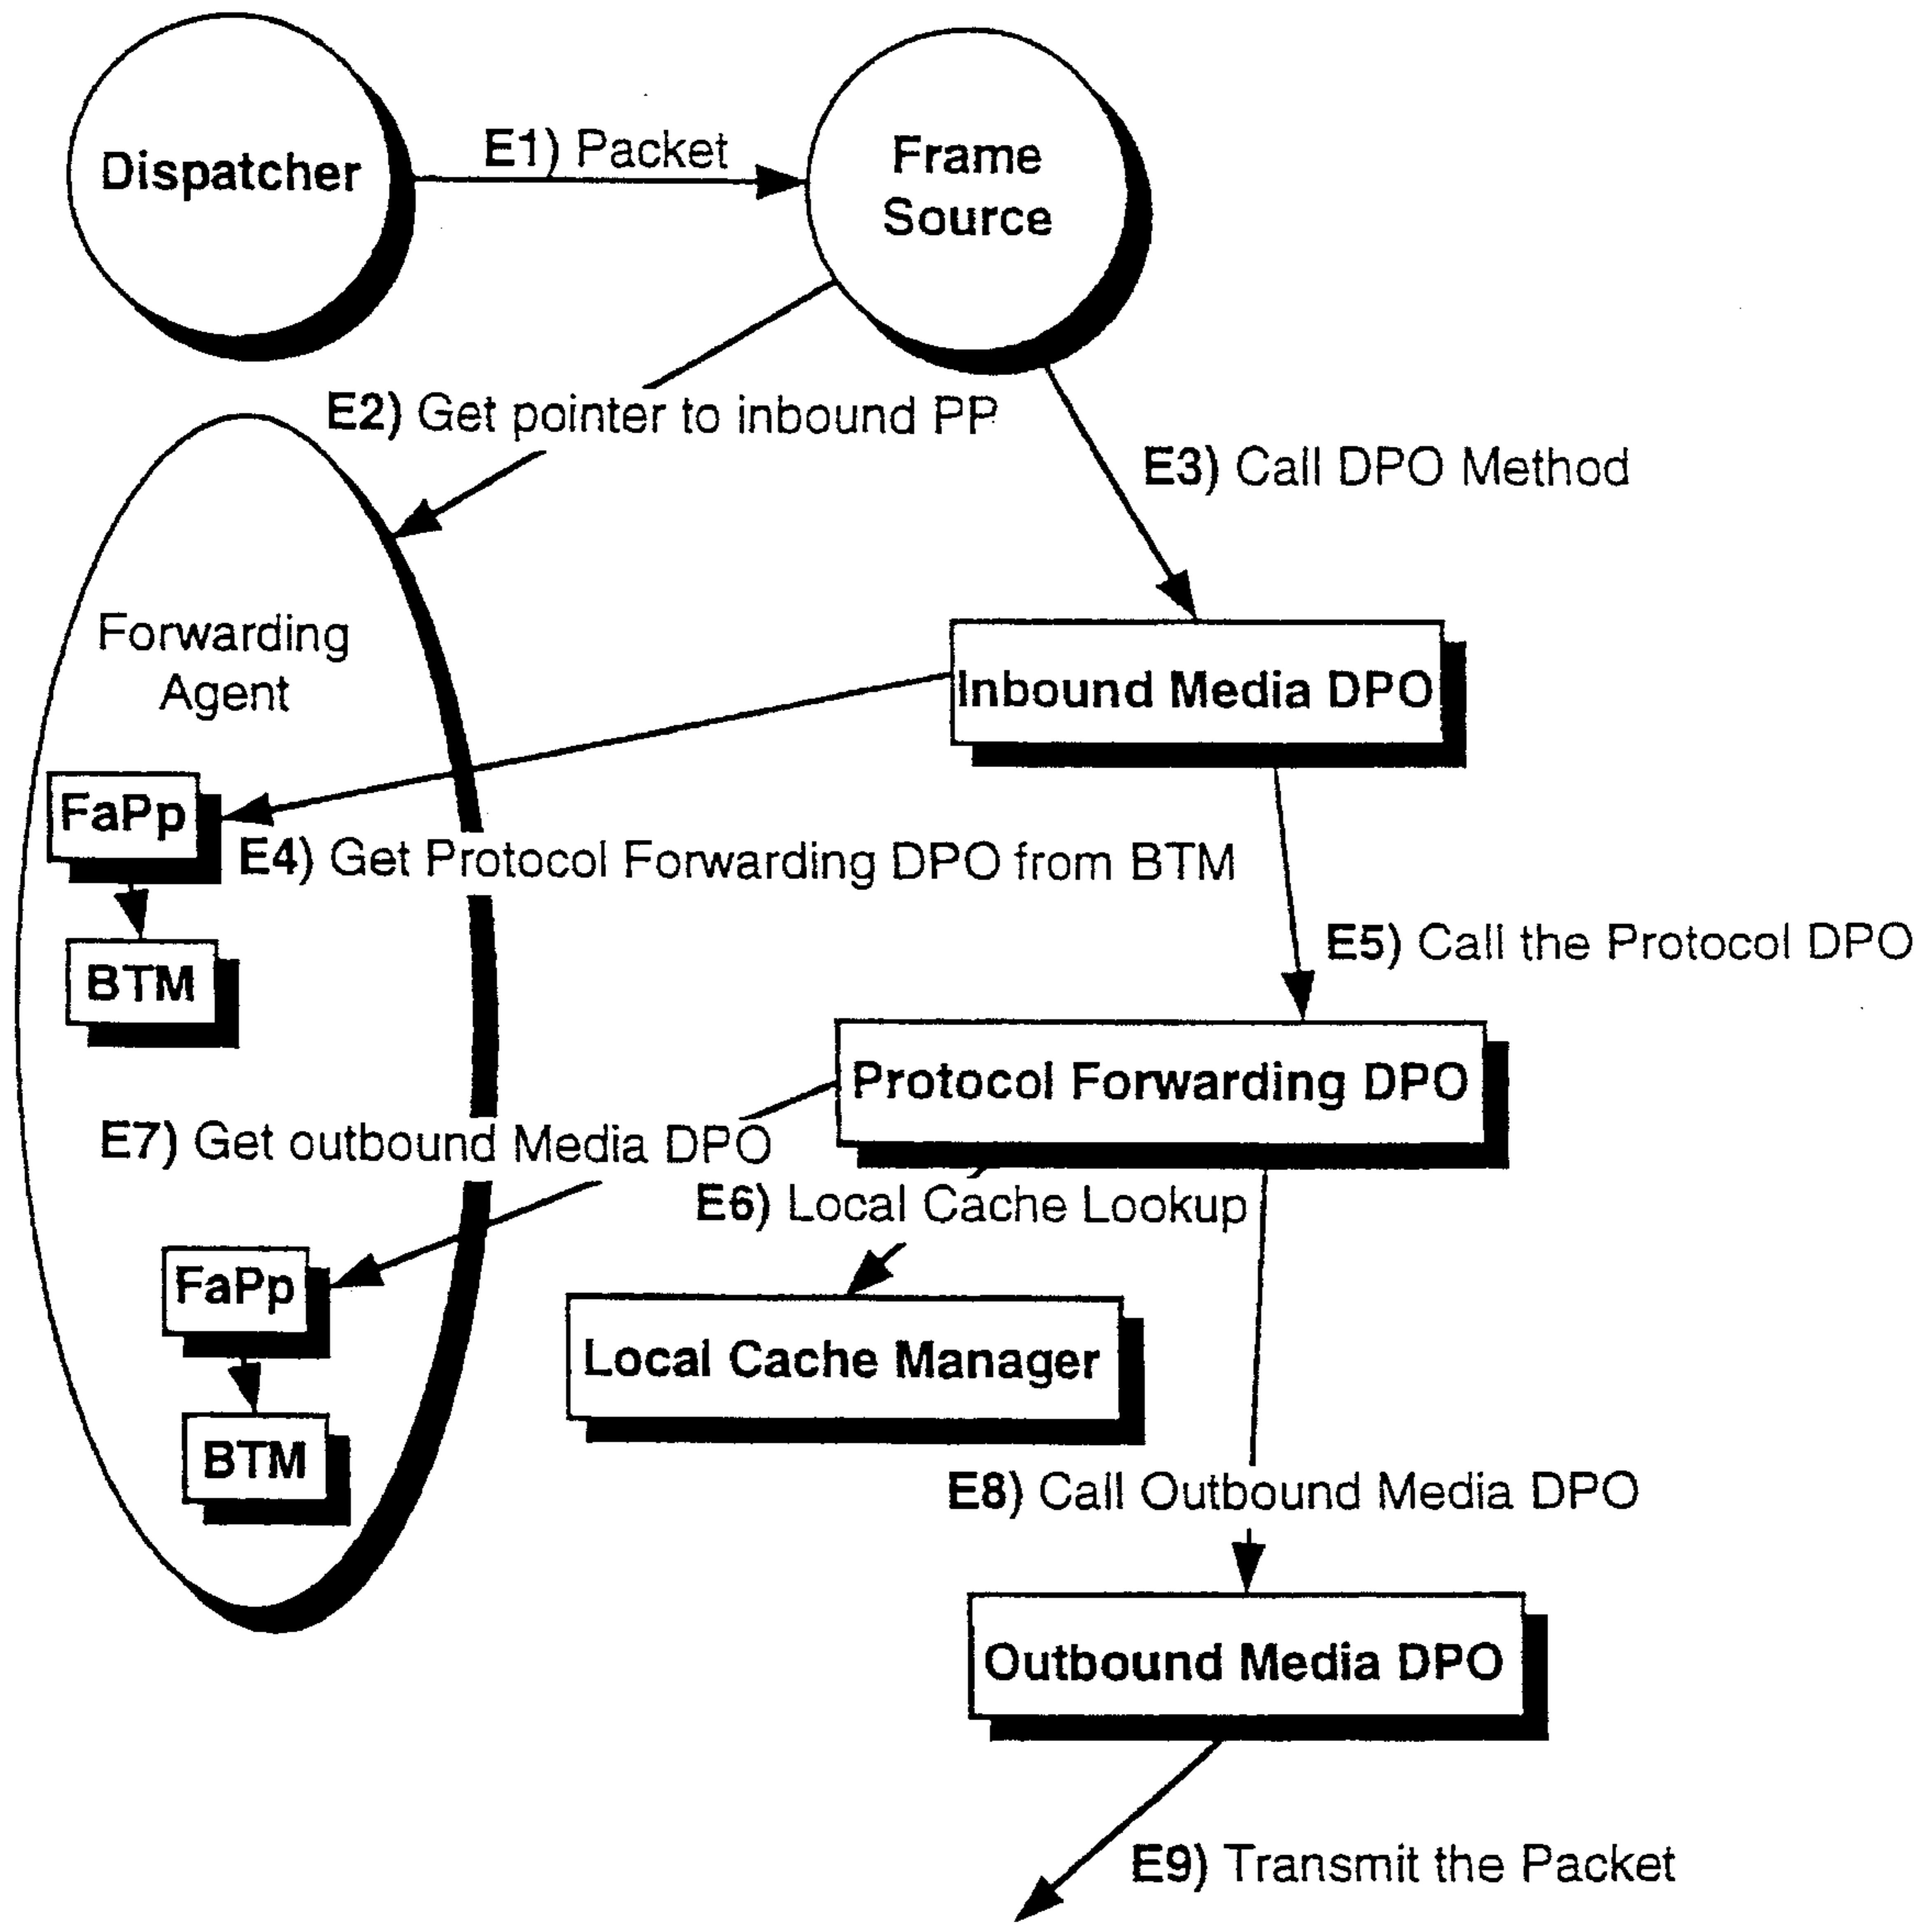 Dispatcher
E1) Packet
Frame
Source
E2) Get pointer to inbound PP
E3) Call DPO Method
Forwarding
Agent
Inbound Media DPO
FaPp
E4) Get Protocol Forwarding DPO from BTM
BTM
E5) Call the Protocol DPO
Protocol Forwarding DPO
E7) Get outbound Media DPO
E6) Local Cache Lookup
FaPp
Local Cache Manager
BTM
E8) Call Outbound Media DPO
Outbound Media DPO
E9) Transmit the Packet